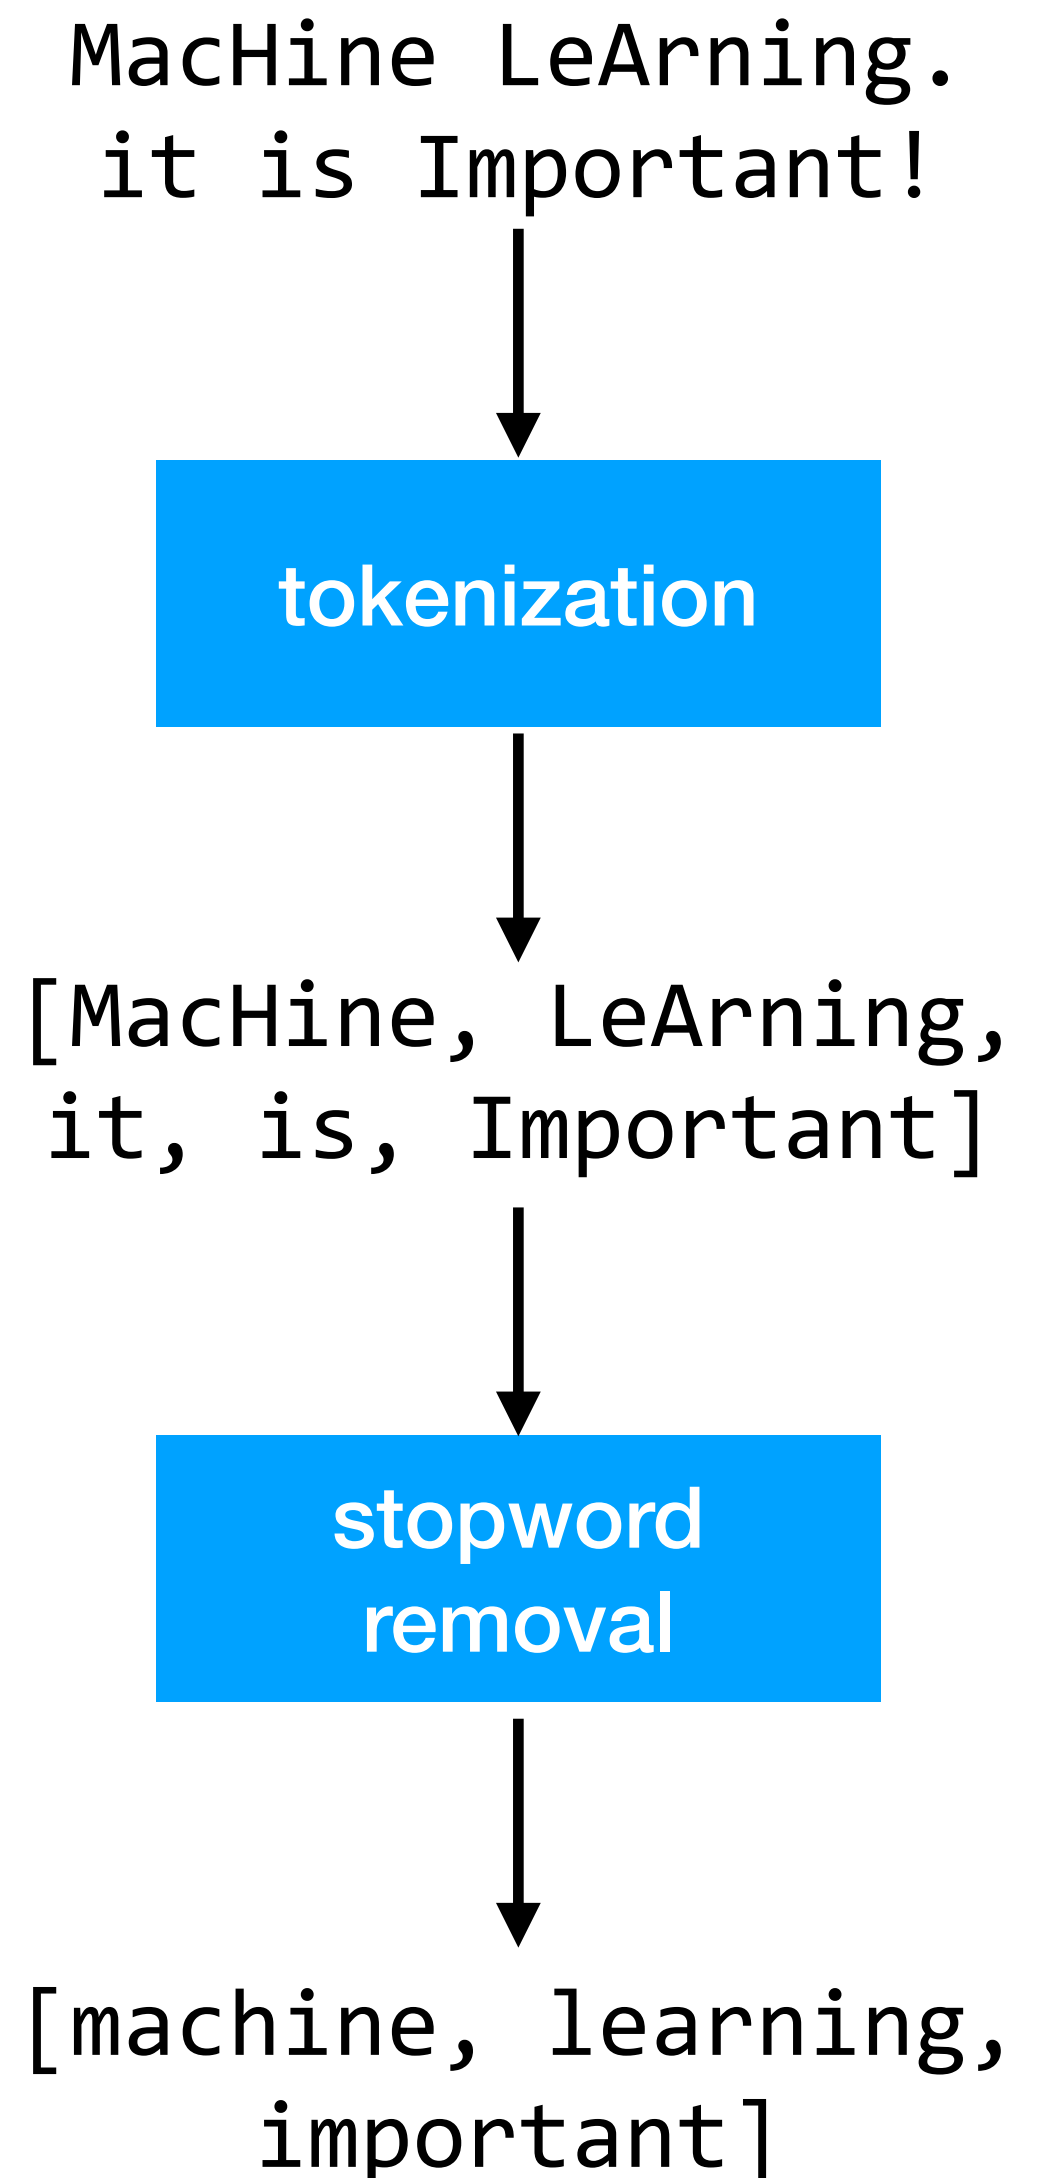 MacHine LeArning.
it is Important!
tokenization
[MacHine, LeArning,
it, is, Important]
stopword
removal
[machine, learning,
important]